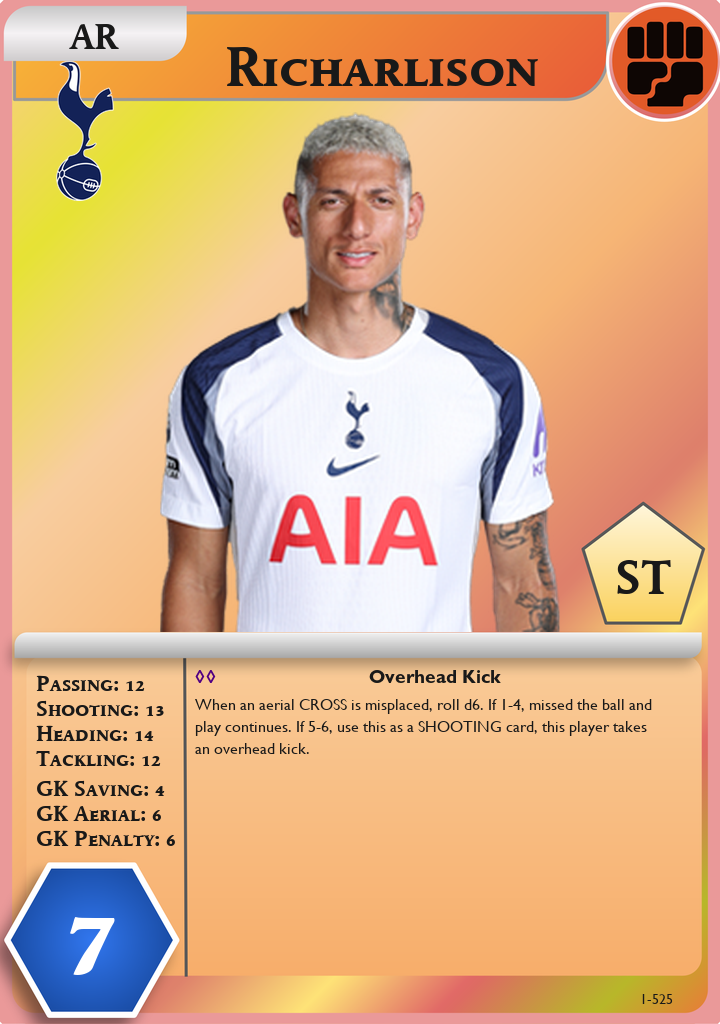 AR
Richarlison
AIA
ST
Passing: 12
Shooting: 13
Heading: 14
Tackling: 12
GK Saving: 4
GK Aerial: 6
GK Penalty: 6
7
◊◊ Overhead Kick
When an aerial CROSS is misplaced, roll d6. If 1-4, missed the ball and
play continues. If 5-6, use this as a SHOOTING card, this player takes
an overhead kick.
1-525